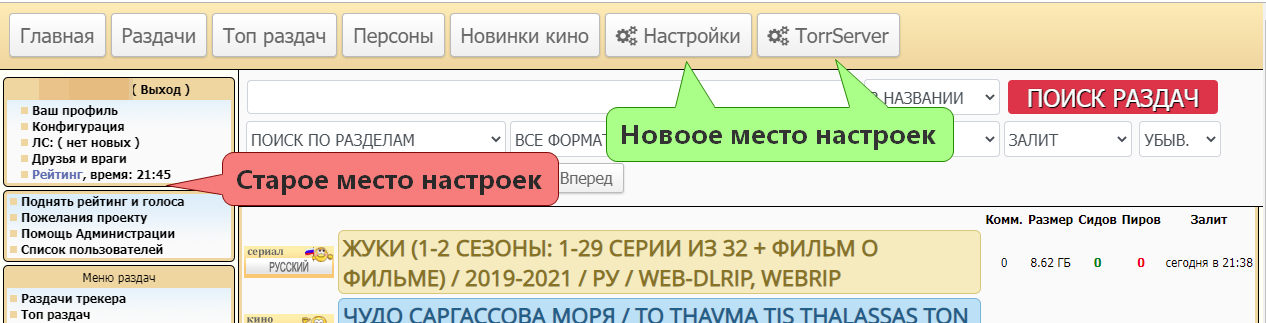 Главная Раздачи Топ раздач Персоны Новинки кино Настройки TorrServer
( Выход )
Ваш профиль
Конфигурация
ЛС: ( нет новых )
Друзья и враги
Рейтинг, время: 21:45
Поднять рейтинг и голоса
Пожелания проекту
Помощь Администрации
Список пользователей
Меню раздач
Раздачи трекера
Топ раздач
НАЗВАНИИ ПОИСК РАЗДАЧ
ПОИСК ПО РАЗДЕЛАМ ВСЕ ФОРМАТ ЗАЛИТ УБЫВ.
Новоое место настроек
Старое место настроек
Вперед
Комм. Размер Сидов Пиров Залит
сериал
РУССКИЙ
ЖУКИ (1-2 СЕЗОНЫ: 1-29 СЕРИИ ИЗ 32 + ФИЛЬМ О
ФИЛЬМЕ) / 2019-2021 / РУ / WEB-DLRIP, WEBRIP
0 8.62 ГБ 0 0 сегодня в 21:38
кино
ЧУДО САРГАССОВА МОРЯ / TO THAVMA TIS THALASSAS TON